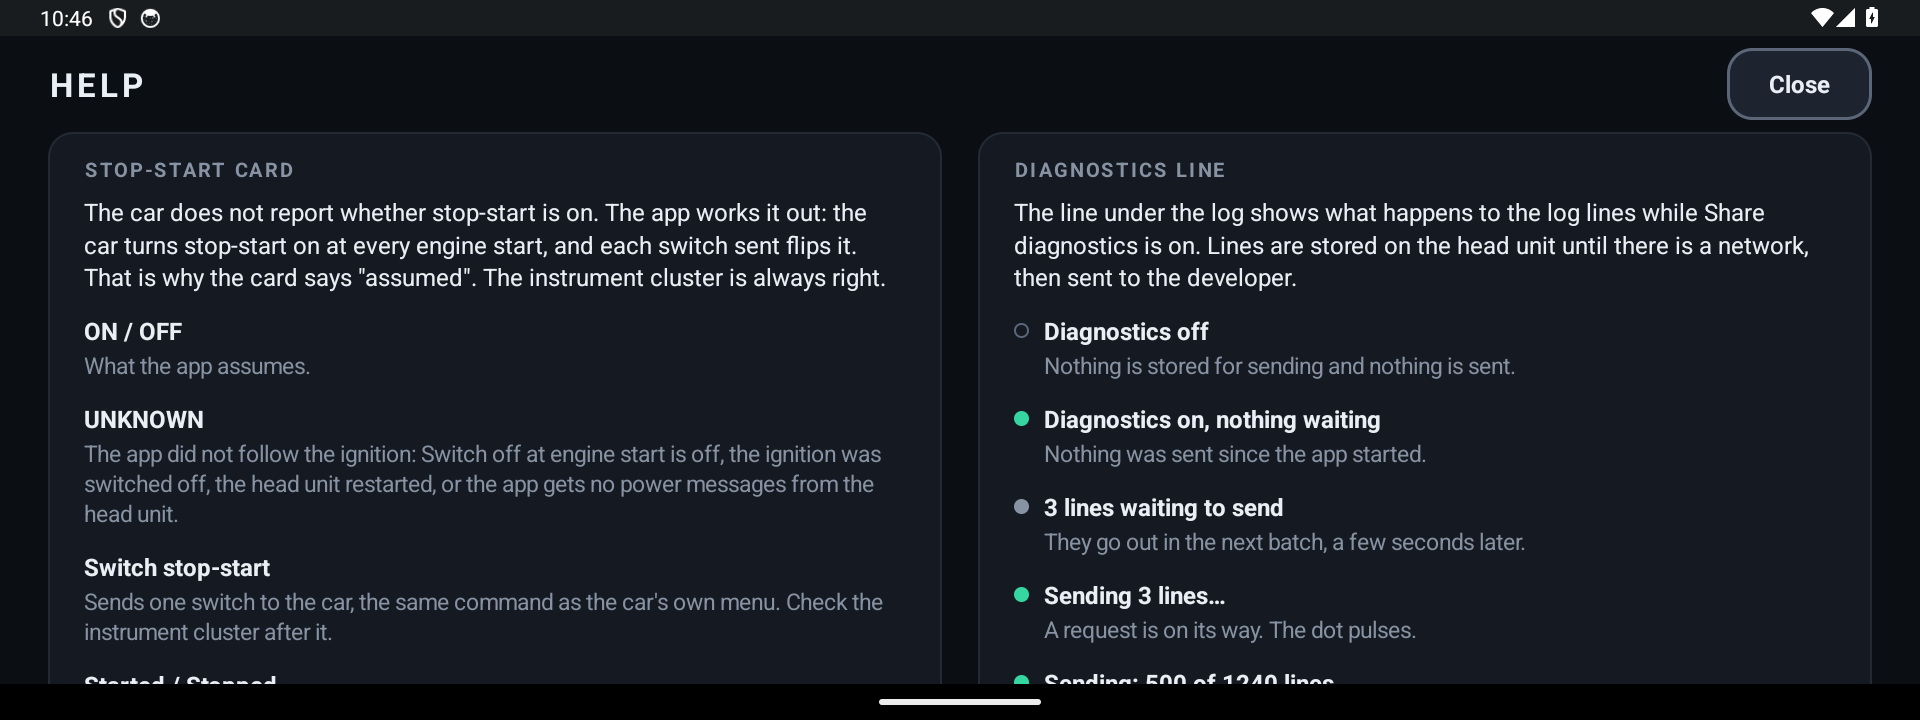 10:46
HELP
Close
STOP-START CARD
The car does not report whether stop-start is on. The app works it out: the
car turns stop-start on at every engine start, and each switch sent flips it.
That is why the card says "assumed". The instrument cluster is always right.
ON / OFF
What the app assumes.
UNKNOWN
The app did not follow the ignition: Switch off at engine start is off, the ignition was
switched off, the head unit restarted, or the app gets no power messages from the
head unit.
Switch stop-start
Sends one switch to the car, the same command as the car's own menu. Check the
instrument cluster after it.
Started / Stopped
DIAGNOSTICS LINE
The line under the log shows what happens to the log lines while Share
diagnostics is on. Lines are stored on the head unit until there is a network,
then sent to the developer.
Diagnostics off
Nothing is stored for sending and nothing is sent.
Diagnostics on, nothing waiting
Nothing was sent since the app started.
3 lines waiting to send
They go out in the next batch, a few seconds later.
Sending 3 lines…
A request is on its way. The dot pulses.
Sending: 500 of 1240 lines